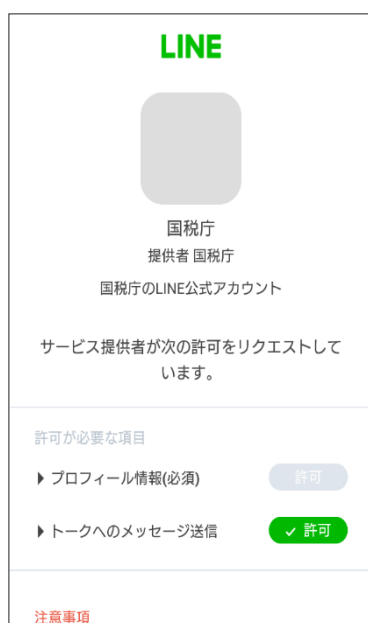 LINE
国税庁
提供者 国税庁
国税庁のLINE公式アカウント
サービス提供者が次の許可をリクエストして
います。
許可が必要な項目
プロフィール情報(必須)
許可
トークへのメッセージ送信
✓ 許可
注意事項